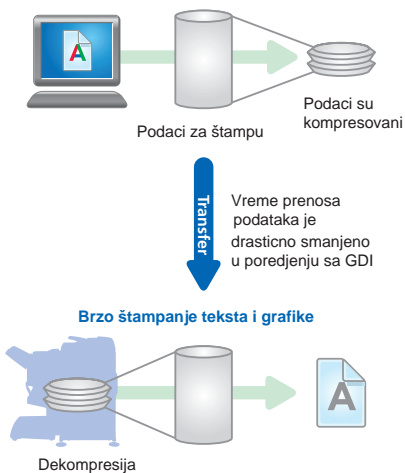 A
Podaci za štampu
Podaci su
kompresovani
Transfer
Vreme prenosa
podataka je
drasticno smanjeno
u poredjenju sa GDI
Brzo štampanje teksta i grafike
A
Dekompresija